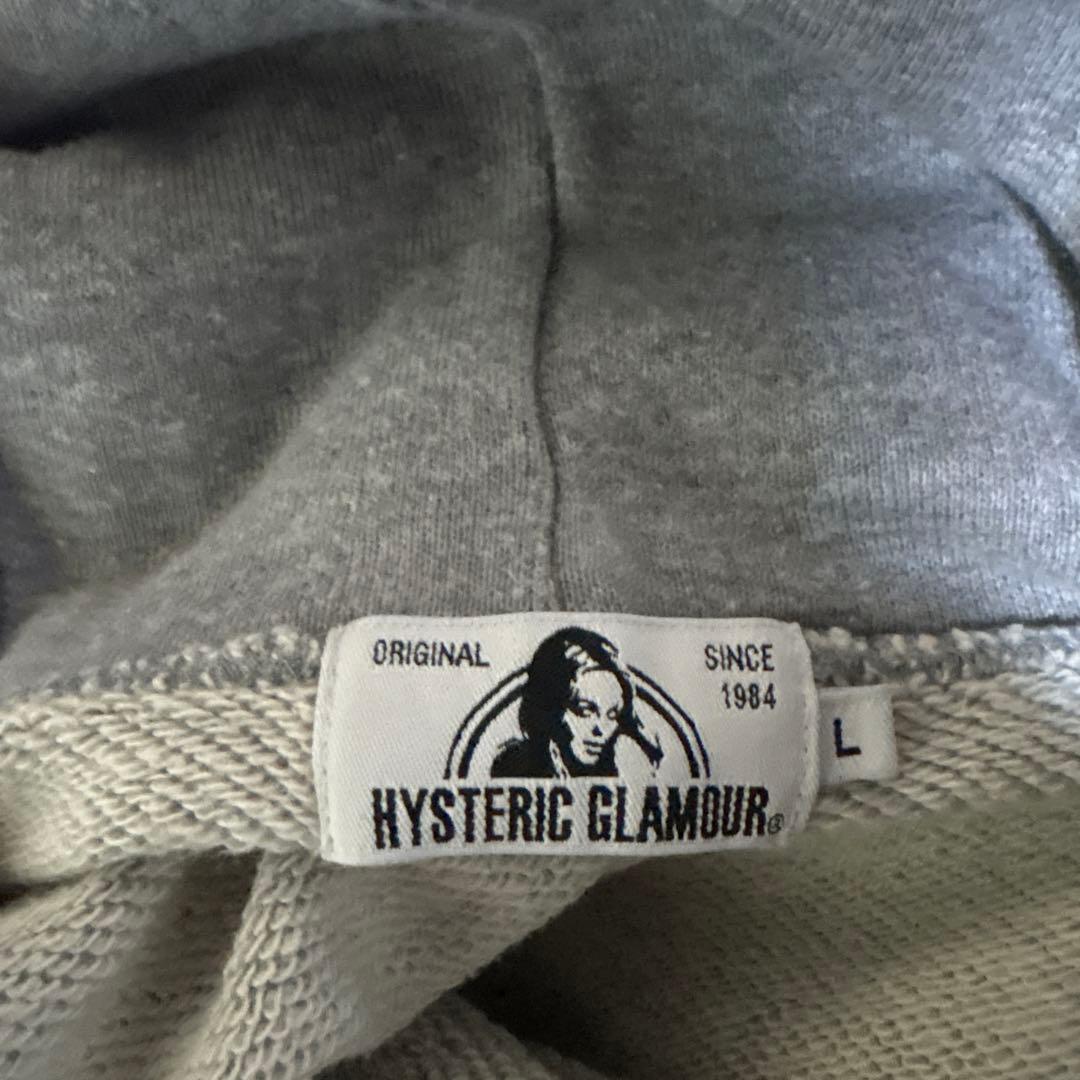 ORIGINAL
SINCE
1984
HYSTERIC GLAMOUR®
L